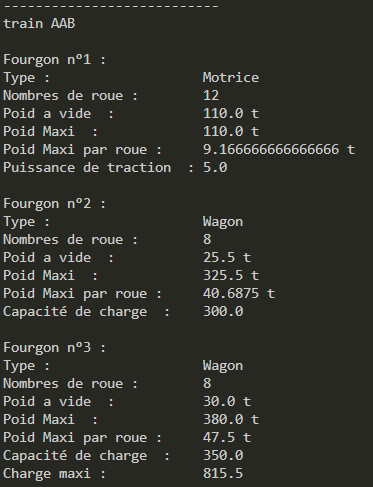 ---------------------------
train AAB
Fourgon n°1 :
Type : Motrice
Nombres de roue : 12
Poid a vide : 110.0 t
Poid Maxi : 110.0 t
Poid Maxi par roue : 9.166666666666666 t
Puissance de traction : 5.0
Fourgon n°2 :
Type : Wagon
Nombres de roue : 8
Poid a vide : 25.5 t
Poid Maxi : 325.5 t
Poid Maxi par roue : 40.6875 t
Capacité de charge : 300.0
Fourgon n°3 :
Type : Wagon
Nombres de roue : 8
Poid a vide : 30.0 t
Poid Maxi : 380.0 t
Poid Maxi par roue : 47.5 t
Capacité de charge : 350.0
Charge maxi : 815.5